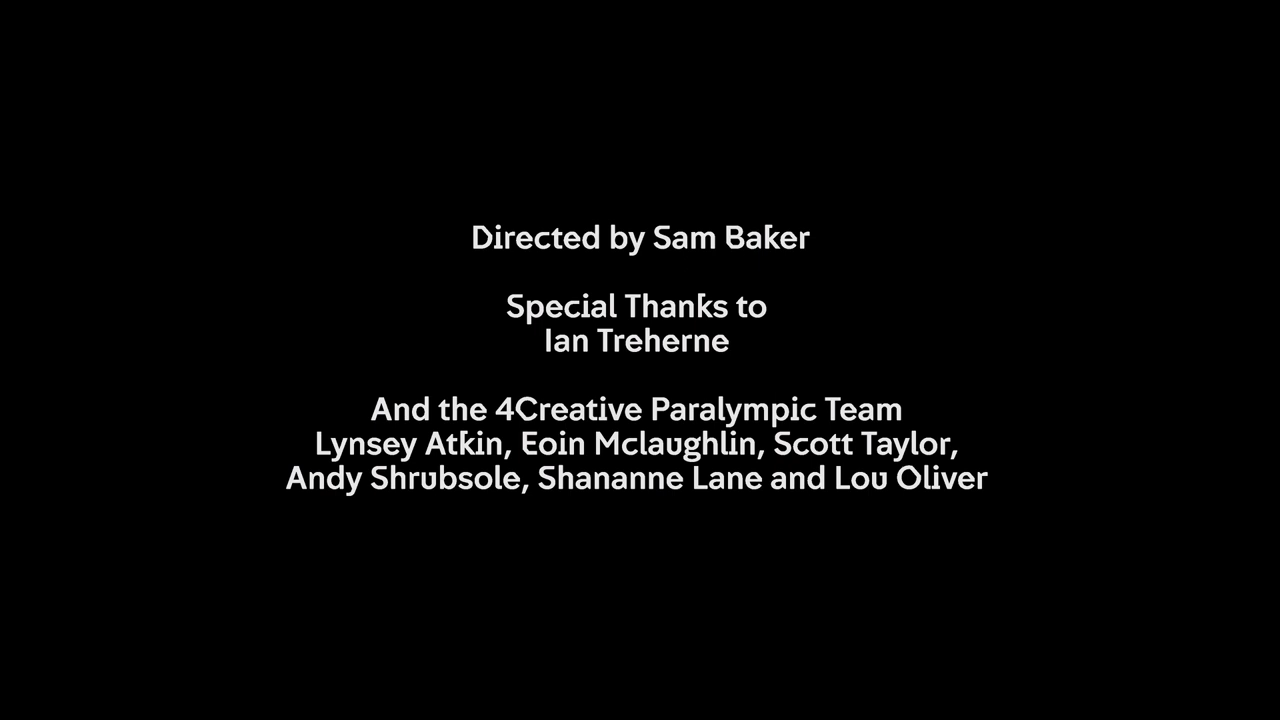 Directed by Sam Baker
Special Thanks to
Ian Treherne
And the 4Creative Paralympic Team
Lynsey Atkin, Eoin Mclaughlin, Scott Taylor,
Andy Shrubsole, Shananne Lane and Lou Oliver